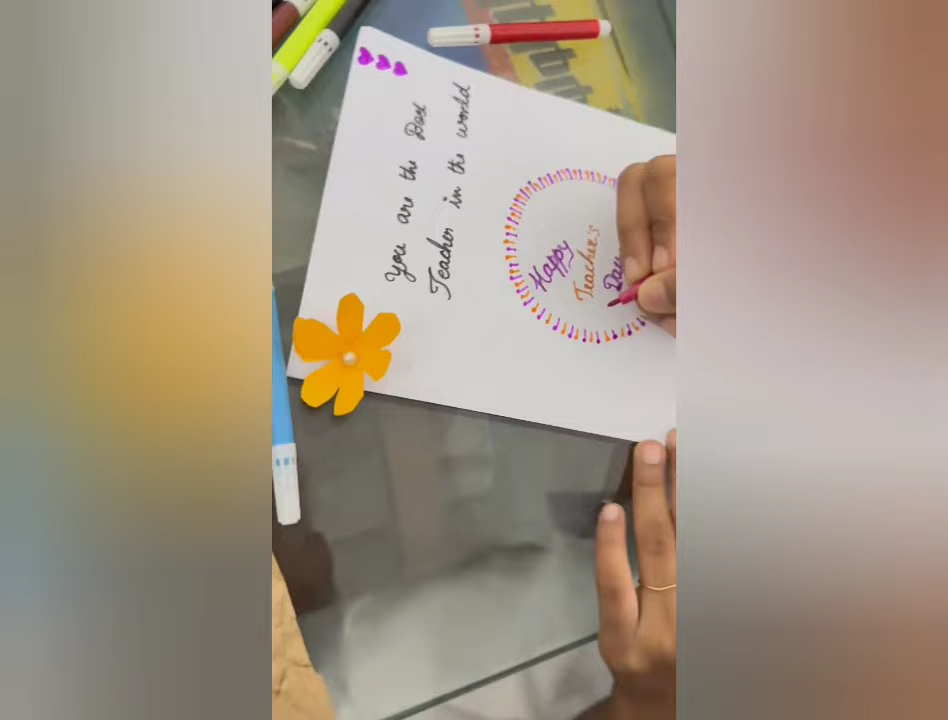 You are the Best
Teacher in the world
Happy
Teacher's
Day